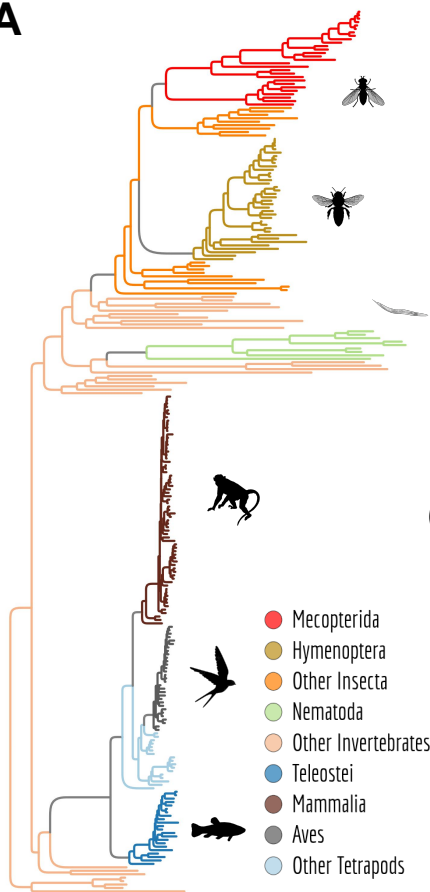 A
Mecopterida
Hymenoptera
Other Insecta
Nematoda
Other Invertebrates
Teleostei
Mammalia
Aves
Other Tetrapods